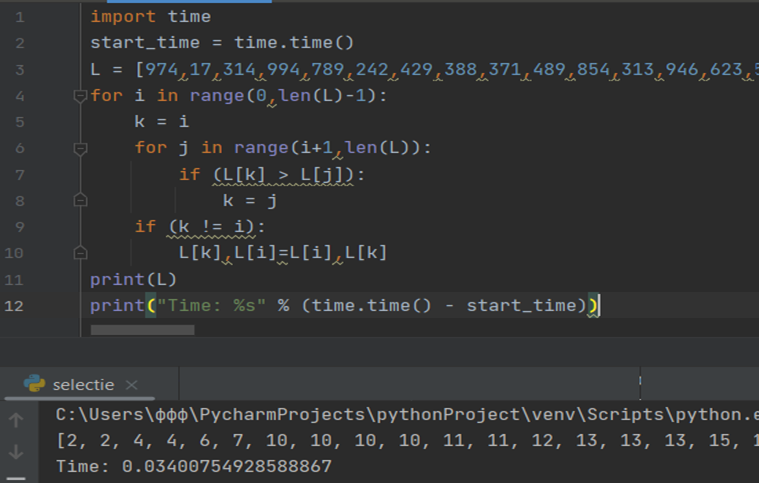 1 import time
2 start_time = time.time()
3 L = [974,17,314,994,789,242,429,388,371,489,854,313,946,623,5
4 for i in range(0,len(L)-1):
5 k = i
6 for j in range(i+1,len(L)):
7 if (L[k] > L[j]):
8 k = j
9 if (k != i):
10 L[k],L[i]=L[i],L[k]
11 print(L)
12 print("Time: %s" % (time.time() - start_time))
selectie
C:\Users\ффф\PycharmProjects\pythonProject\venv\Scripts\python.e
[2, 2, 4, 4, 6, 7, 10, 10, 10, 10, 11, 11, 12, 13, 13, 13, 15, 1
Time: 0.03400754928588867